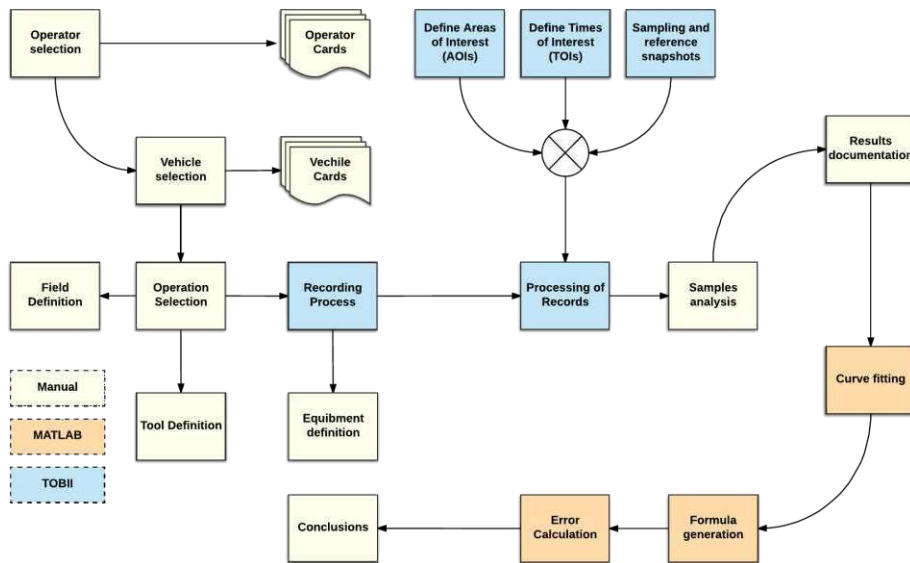 Operator
selection
Operator
Cards
Define Areas
of Interest
(AOIs)
Define Times
of Interest
(TOIs)
Sampling and
reference
snapshots
Vehicle
selection
Vechile
Cards
Results
documentation
Field
Definition
Operation
Selection
Recording
Process
Processing of
Records
Samples
analysis
Manual
MATLAB
TOBII
Tool Definition
Equibment
definition
Curve fitting
Conclusions
Error
Calculation
Formula
generation